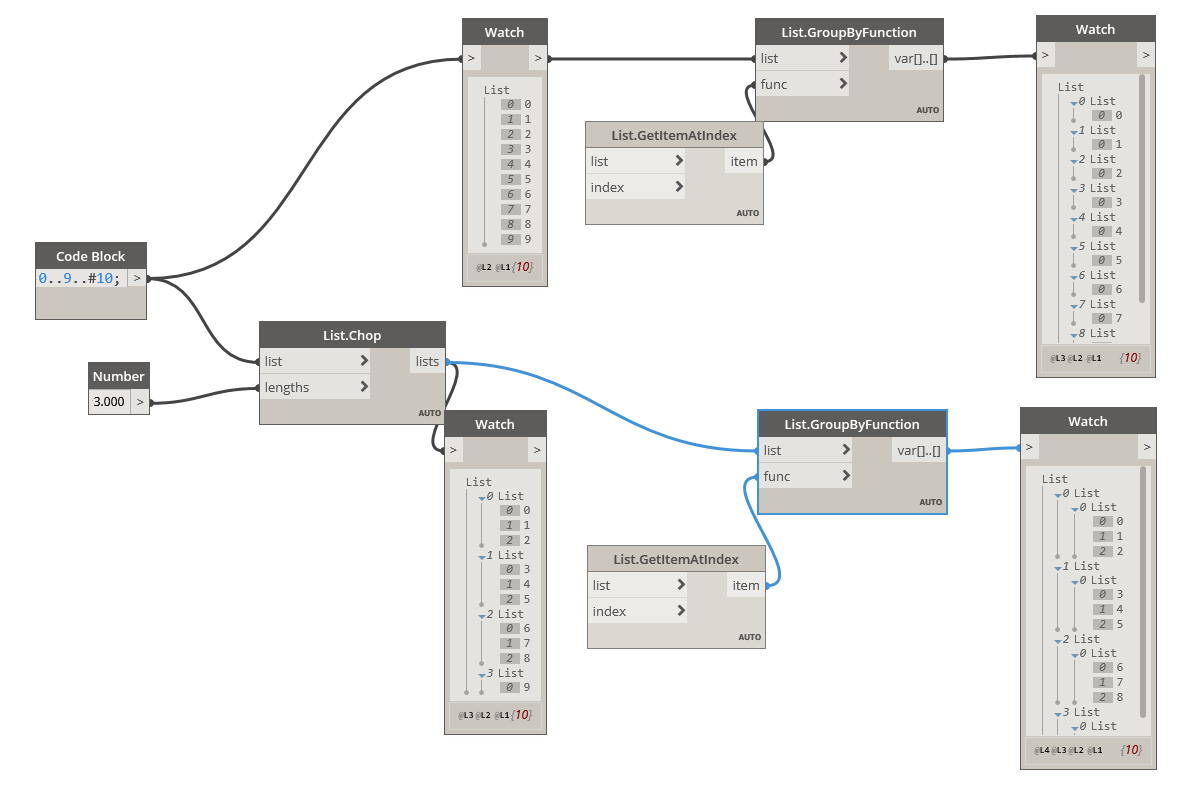 Code Block
0..9..#10; >
Number
3.000 >
List.Chop
list > lists
lengths >
AUTO
Watch
> >
List
0 0
1 1
2 2
3 3
4 4
5 5
6 6
7 7
8 8
9 9
@L2 @L1 {10}
List.GroupByFunction
list > var[]..[]
func >
AUTO
List.GetItemAtIndex
list > item
index >
AUTO
Watch
> >
List
0 List
0 0
1 List
0 1
2 List
0 2
3 List
0 3
4 List
0 4
5 List
0 5
6 List
0 6
7 List
0 7
8 List
@L3 @L2 @L1 {10}
Watch
> >
List
0 List
0 0
1 1
2 2
1 List
0 3
1 4
2 5
2 List
0 6
1 7
2 8
3 List
0 9
@L3 @L2 @L1 {10}
List.GroupByFunction
list > var[]..[]
func >
AUTO
List.GetItemAtIndex
list > item
index >
AUTO
Watch
> >
List
0 List
0 List
0 0
1 1
2 2
1 List
0 List
0 3
1 4
2 5
2 List
0 List
0 6
1 7
2 8
3 List
0 List
@L4 @L3 @L2 @L1 {10}